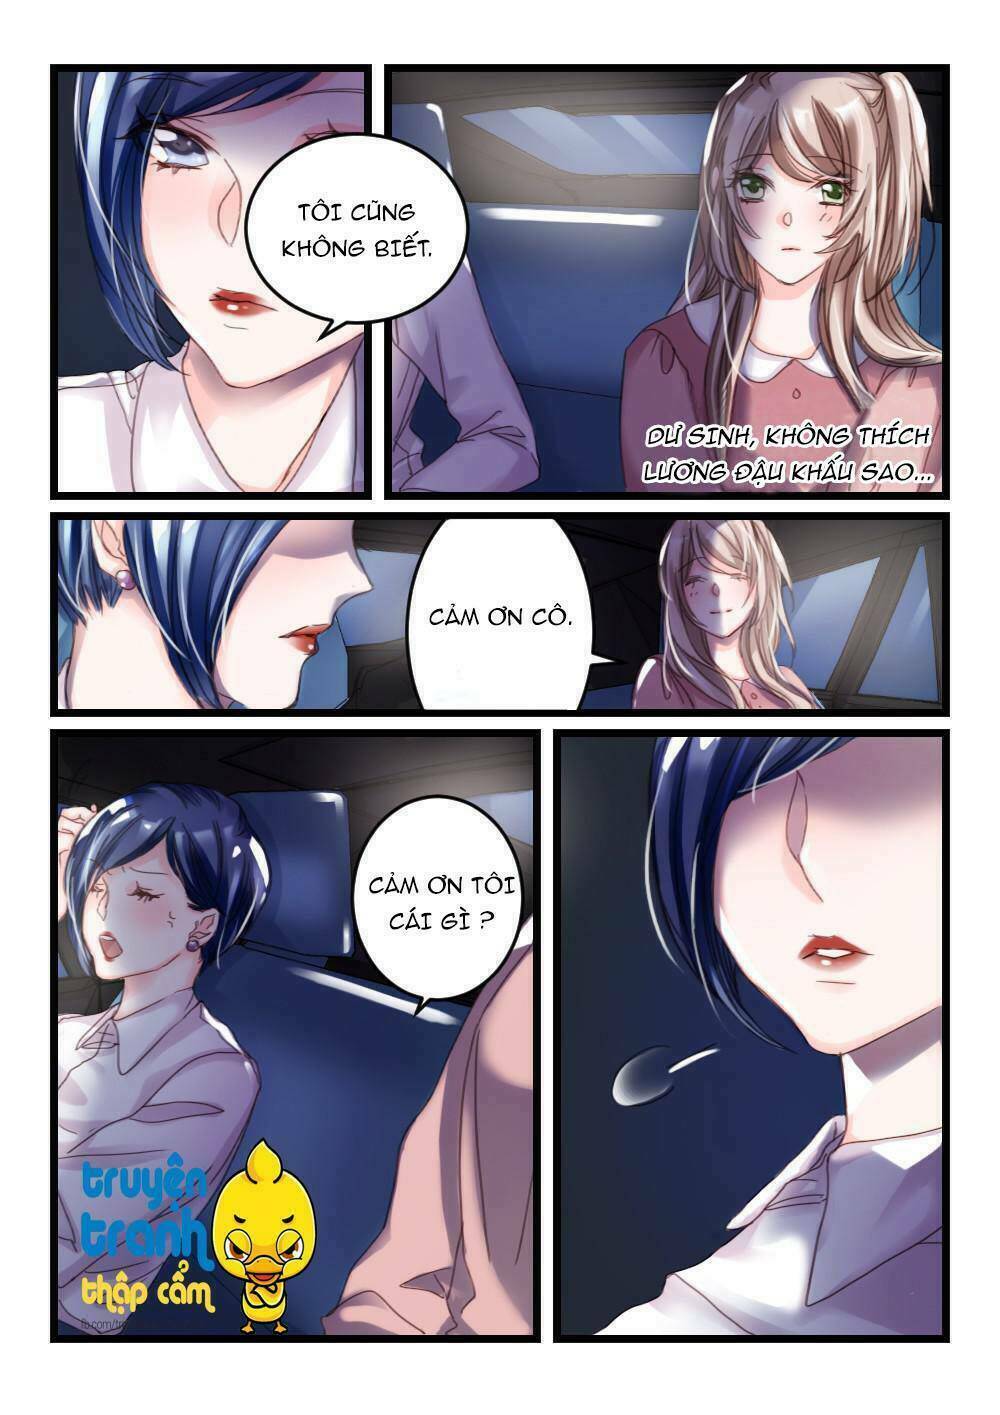 TÔI CŨNG
KHÔNG BIẾT.
DƯ SINH, KHÔNG THÍCH
LƯƠNG ĐẬU KHẤU SAO...
CẢM ƠN CÔ.
CẢM ƠN TÔI
CÁI GÌ ?
truyện
tranh
thập cẩm